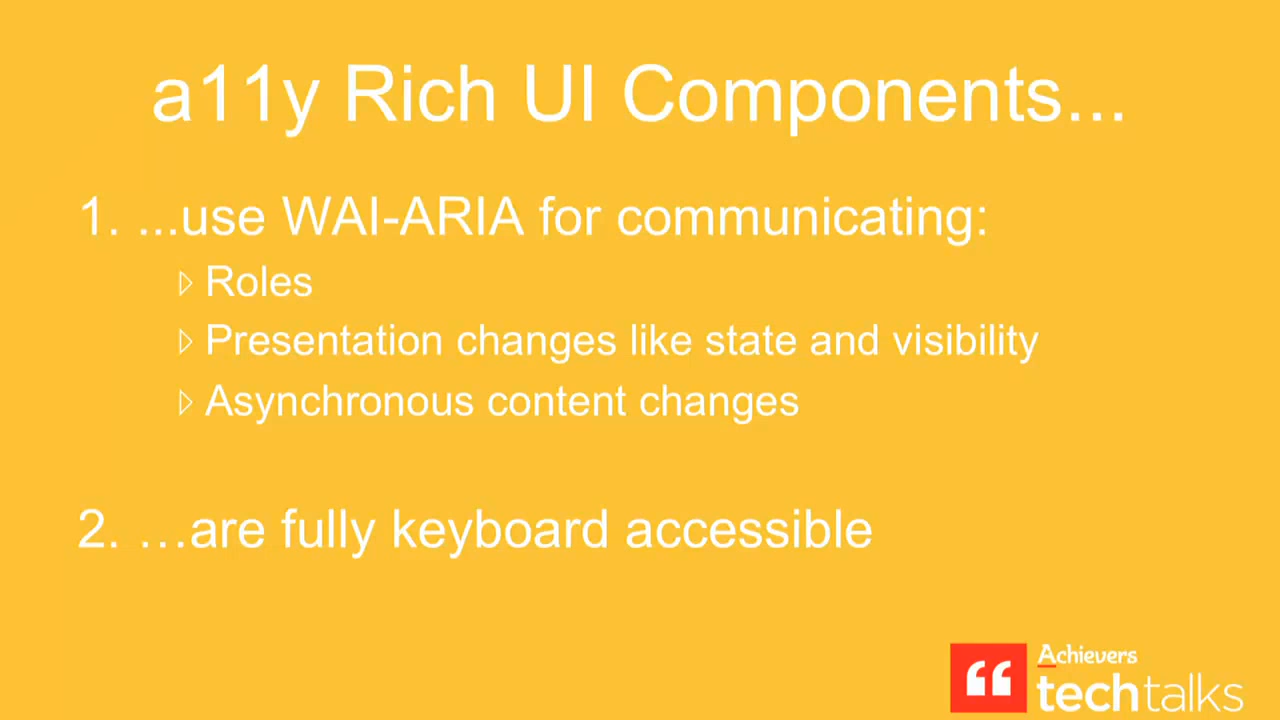 a11y Rich UI Components...
1. ...use WAI-ARIA for communicating:
Roles
Presentation changes like state and visibility
Asynchronous content changes
2. …are fully keyboard accessible
Achievers
techtalks